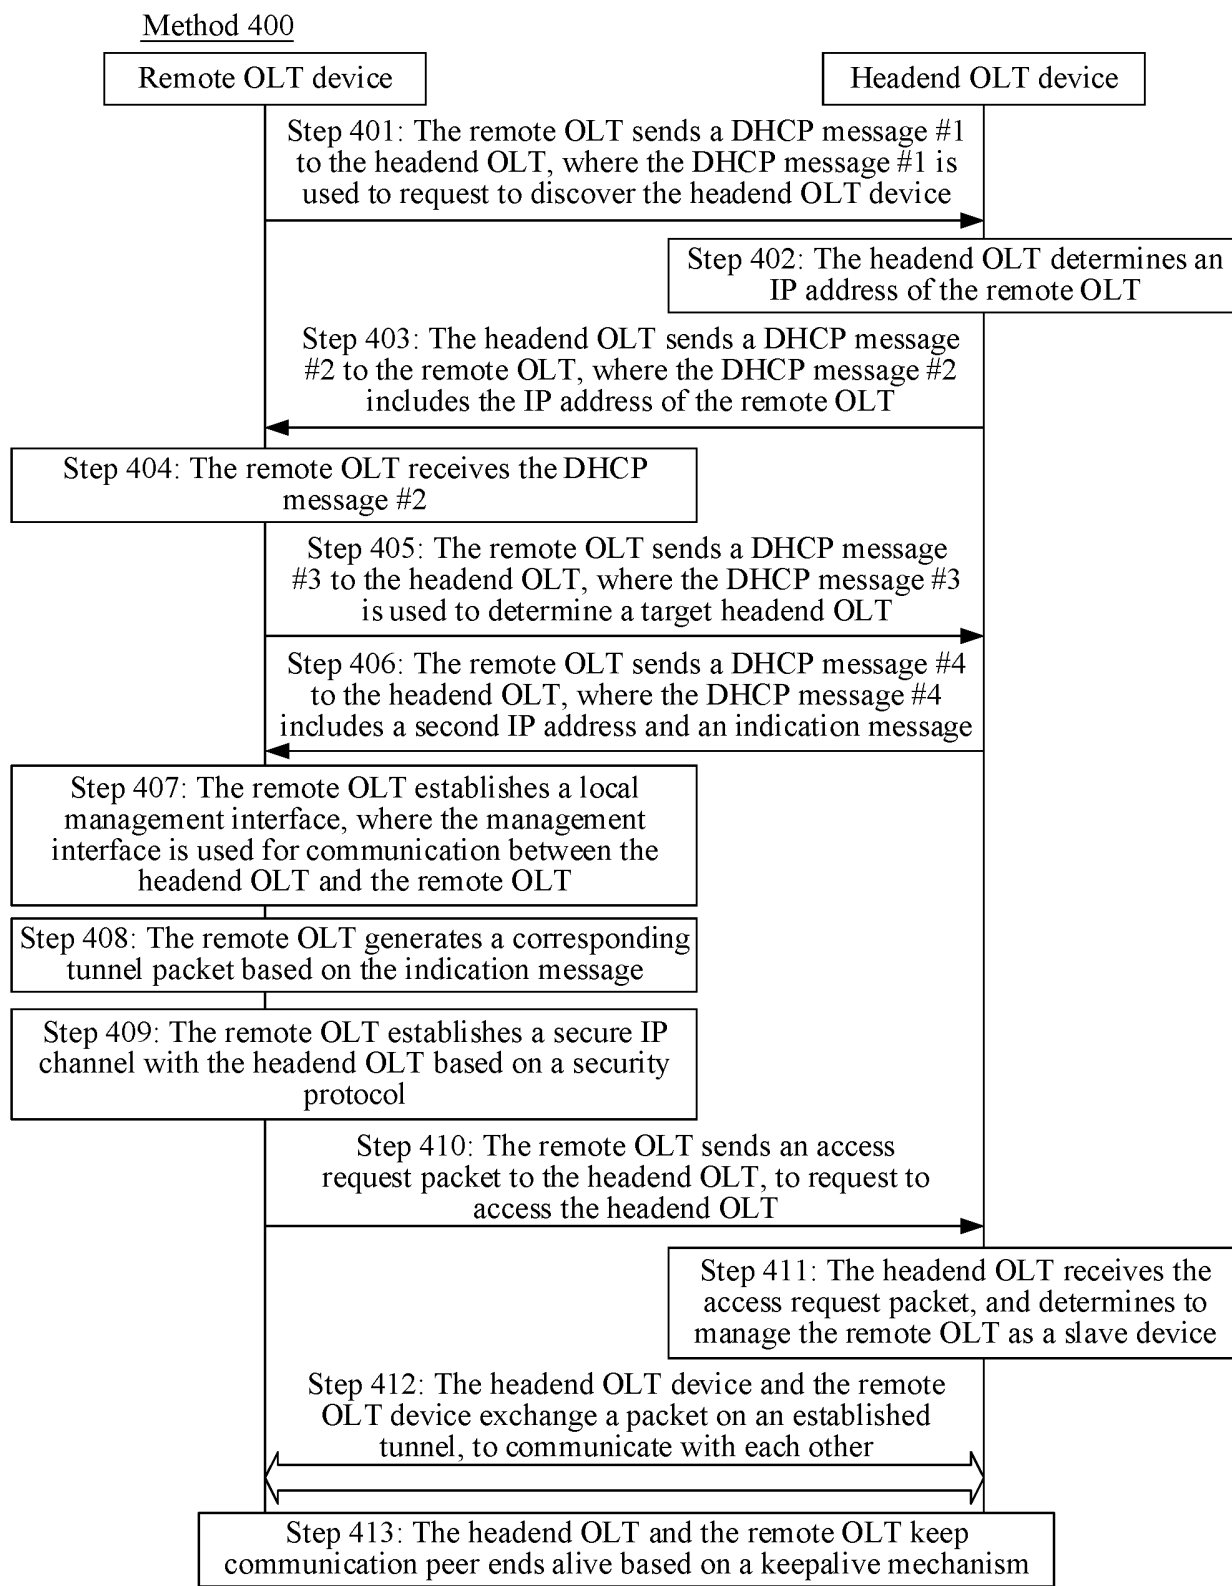 Method 400
Remote OLT device
Headend OLT device
Step 401: The remote OLT sends a DHCP message #1
to the headend OLT, where the DHCP message #1 is
used to request to discover the headend OLT device
Step 402: The headend OLT determines an
IP address of the remote OLT
Step 403: The headend OLT sends a DHCP message
#2 to the remote OLT, where the DHCP message #2
includes the IP address of the remote OLT
Step 404: The remote OLT receives the DHCP
message #2
Step 405: The remote OLT sends a DHCP message
#3 to the headend OLT, where the DHCP message #3
is used to determine a target headend OLT
Step 406: The remote OLT sends a DHCP message #4
to the headend OLT, where the DHCP message #4
includes a second IP address and an indication message
Step 407: The remote OLT establishes a local
management interface, where the management
interface is used for communication between the
headend OLT and the remote OLT
Step 408: The remote OLT generates a corresponding
tunnel packet based on the indication message
Step 409: The remote OLT establishes a secure IP
channel with the headend OLT based on a security
protocol
Step 410: The remote OLT sends an access
request packet to the headend OLT, to request to
access the headend OLT
Step 411: The headend OLT receives the
access request packet, and determines to
manage the remote OLT as a slave device
Step 412: The headend OLT device and the remote
OLT device exchange a packet on an established
tunnel, to communicate with each other
Step 413: The headend OLT and the remote OLT keep
communication peer ends alive based on a keepalive mechanism